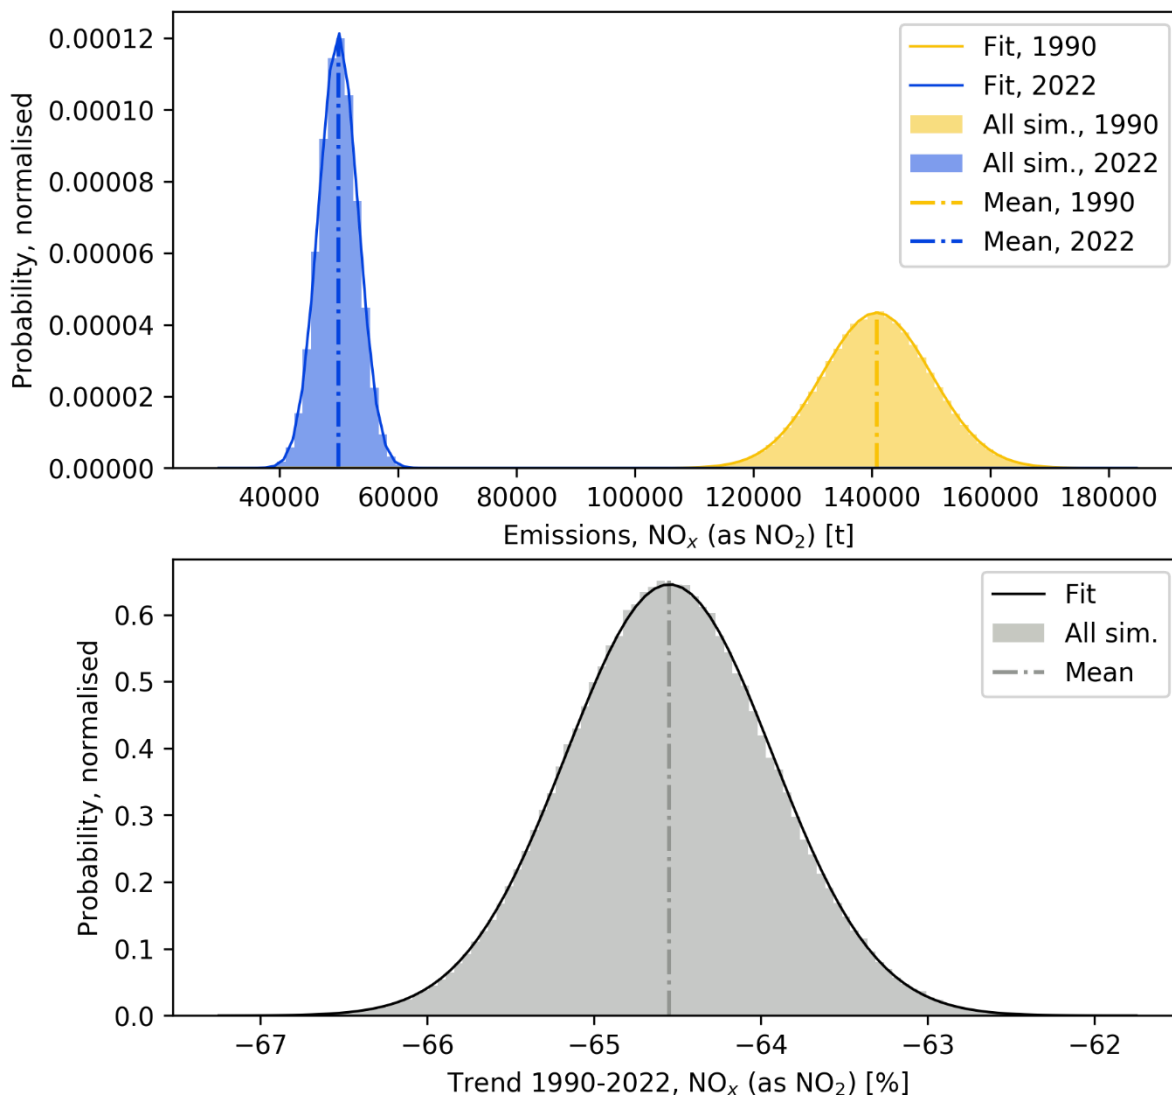 0.00012
0.00010
0.00008
0.00006
0.00004
0.00002
0.00000
Probability, normalised
Fit, 1990
Fit, 2022
All sim., 1990
All sim., 2022
Mean, 1990
Mean, 2022
40000 60000 80000 100000 120000 140000 160000 180000
Emissions, NOₓ (as NO₂) [t]
0.6
0.5
0.4
0.3
0.2
0.1
0.0
Probability, normalised
Fit
All sim.
Mean
−67 −66 −65 −64 −63 −62
Trend 1990-2022, NOₓ (as NO₂) [%]